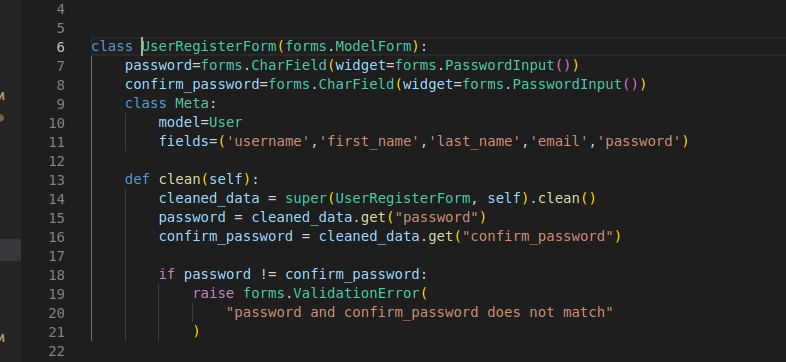 4
5
6 class UserRegisterForm(forms.ModelForm):
7     password=forms.CharField(widget=forms.PasswordInput())
8     confirm_password=forms.CharField(widget=forms.PasswordInput())
9     class Meta:
10         model=User
11         fields=('username','first_name','last_name','email','password')
12
13     def clean(self):
14         cleaned_data = super(UserRegisterForm, self).clean()
15         password = cleaned_data.get("password")
16         confirm_password = cleaned_data.get("confirm_password")
17
18         if password != confirm_password:
19             raise forms.ValidationError(
20                 "password and confirm_password does not match"
21             )
22